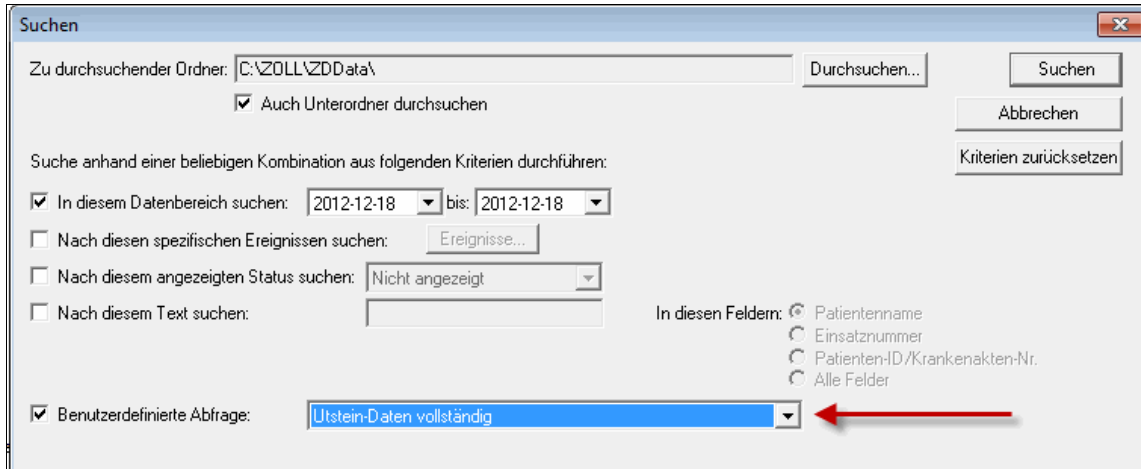 Suchen
Zu durchsuchender Ordner: C:\ZOLL\ZDData\ Durchsuchen... Suchen
Auch Unterordner durchsuchen
Abbrechen
Suche anhand einer beliebigen Kombination aus folgenden Kriterien durchführen:
Kriterien zurücksetzen
In diesem Datenbereich suchen: 2012-12-18 bis: 2012-12-18
Nach diesen spezifischen Ereignissen suchen: Ereignisse...
Nach diesem angezeigten Status suchen: Nicht angezeigt
Nach diesem Text suchen: In diesen Feldern: Patientenname
Einsatznummer
Patienten-ID/Krankenakten-Nr.
Alle Felder
Benutzerdefinierte Abfrage: Utstein-Daten vollständig